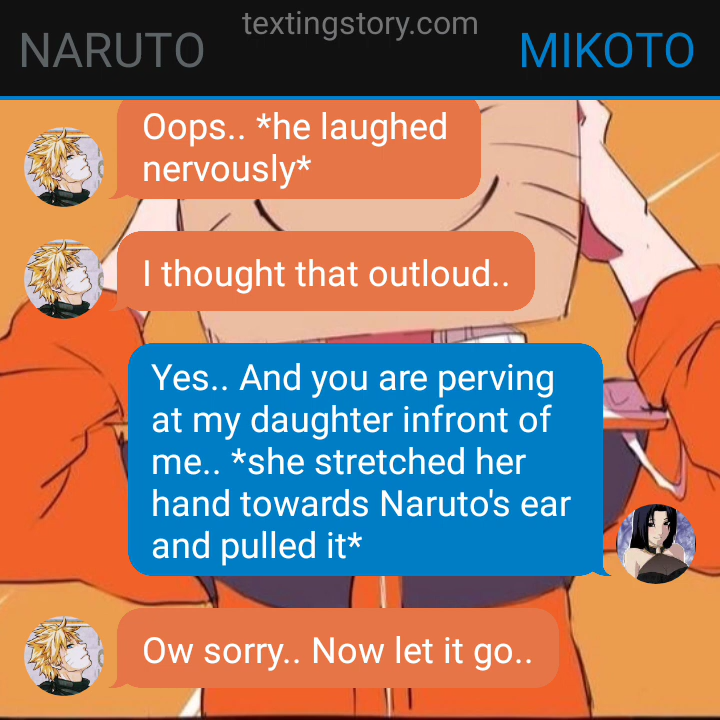 textingstory.com
NARUTO
MIKOTO
Oops.. *he laughed
nervously*
I thought that outloud..
Yes.. And you are perving
at my daughter infront of
me.. *she stretched her
hand towards Naruto's ear
and pulled it*
Ow sorry.. Now let it go..